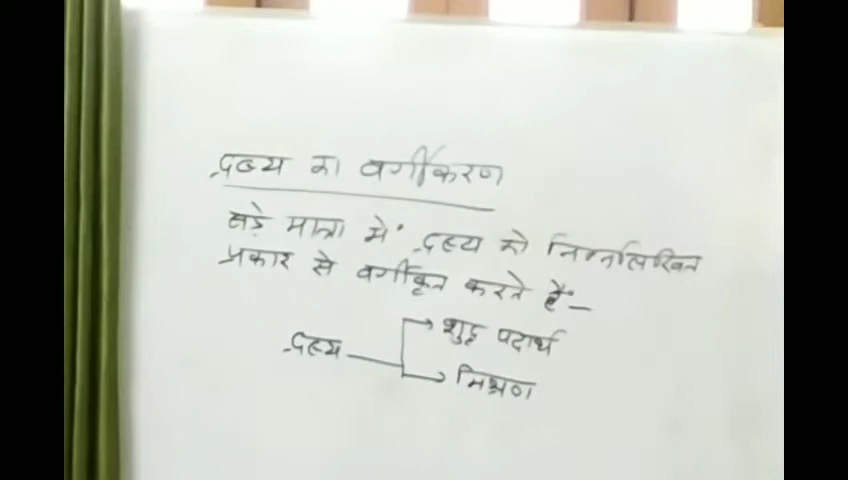 द्रव्य का वर्गीकरण
बड़े मात्रा में द्रव्य को निम्नलिखित
प्रकार से वर्गीकृत करते हैं-
द्रव्य → शुद्ध पदार्थ
→ मिश्रण